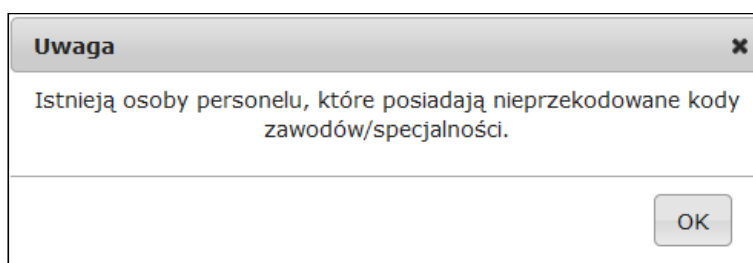 Uwaga
Istnieją osoby personelu, które posiadają nieprzekodowane kody
zawodów/specjalności.
OK